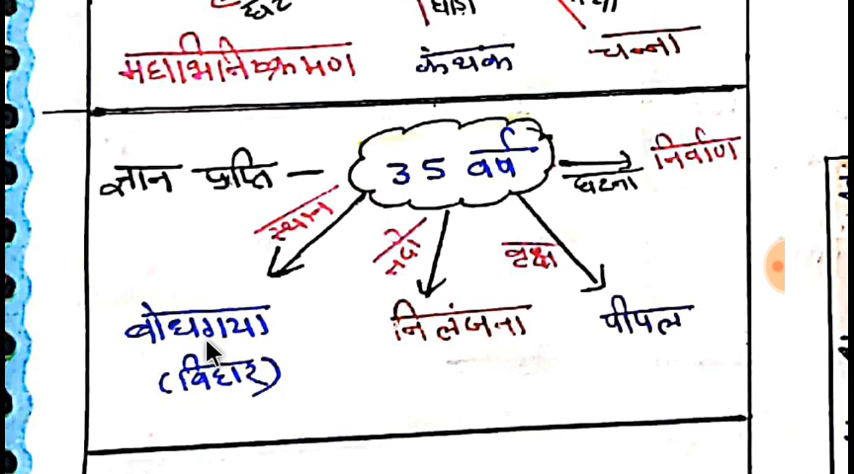 महाभिनिष्क्रमण कंथक चन्ना
ज्ञान प्राप्ति - 35 वर्ष घटना निर्वाण
स्थान नदी वृक्ष
बोधगया निलंजना पीपल
(बिहार)